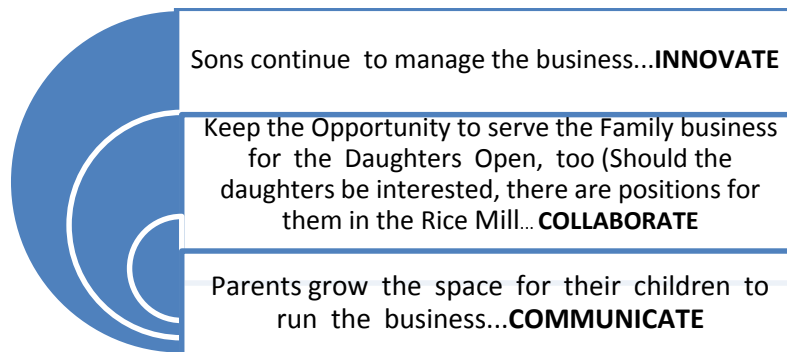 Sons continue to manage the business...INNOVATE
Keep the Opportunity to serve the Family business
for the Daughters Open, too (Should the
daughters be interested, there are positions for
them in the Rice Mill... COLLABORATE
Parents grow the space for their children to
run the business...COMMUNICATE